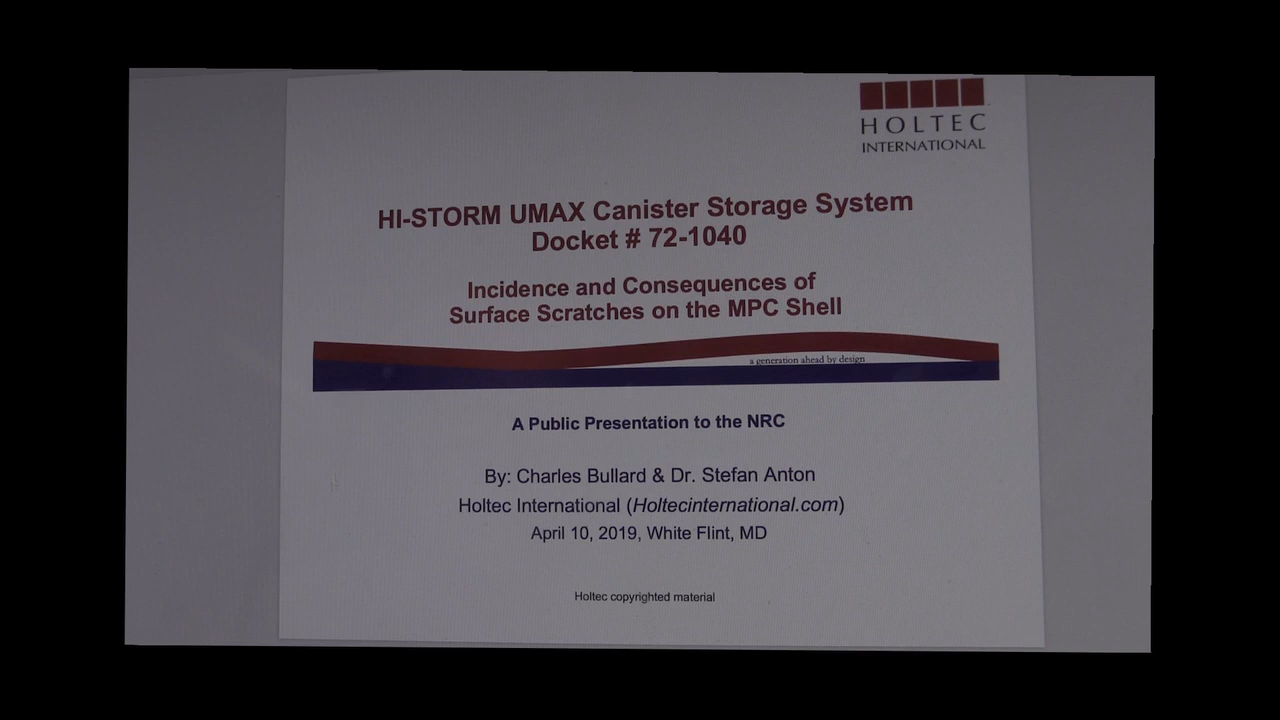 HOLTEC
INTERNATIONAL
HI-STORM UMAX Canister Storage System
Docket # 72-1040
Incidence and Consequences of
Surface Scratches on the MPC Shell
a generation ahead by design
A Public Presentation to the NRC
By: Charles Bullard & Dr. Stefan Anton
Holtec International (Holtecinternational.com)
April 10, 2019, White Flint, MD
Holtec copyrighted material